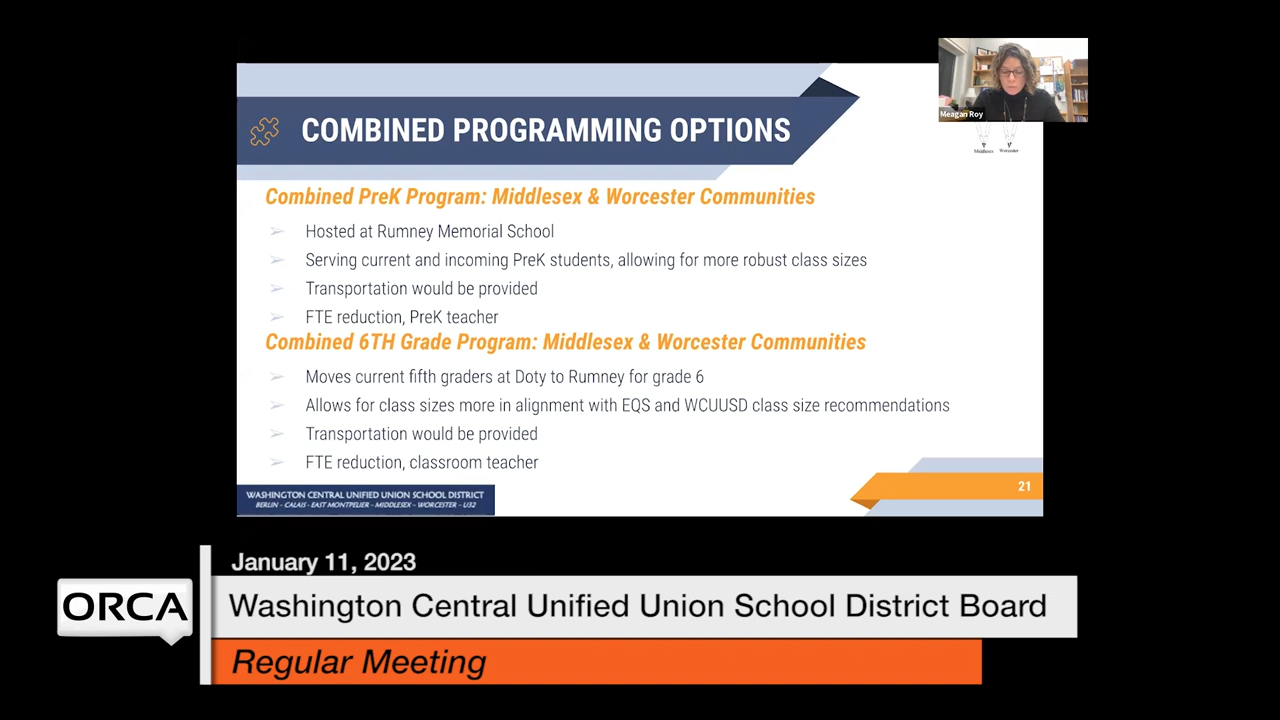 Meagan Roy
COMBINED PROGRAMMING OPTIONS
Middlesex Worcester
Combined PreK Program: Middlesex & Worcester Communities
➢ Hosted at Rumney Memorial School
➢ Serving current and incoming PreK students, allowing for more robust class sizes
➢ Transportation would be provided
➢ FTE reduction, PreK teacher
Combined 6TH Grade Program: Middlesex & Worcester Communities
➢ Moves current fifth graders at Doty to Rumney for grade 6
➢ Allows for class sizes more in alignment with EQS and WCUUSD class size recommendations
➢ Transportation would be provided
➢ FTE reduction, classroom teacher
21
WASHINGTON CENTRAL UNIFIED UNION SCHOOL DISTRICT
BERLIN – CALAIS - EAST MONTPELIER – MIDDLESEX – WORCESTER – U32
January 11, 2023
ORCA
Washington Central Unified Union School District Board
Regular Meeting